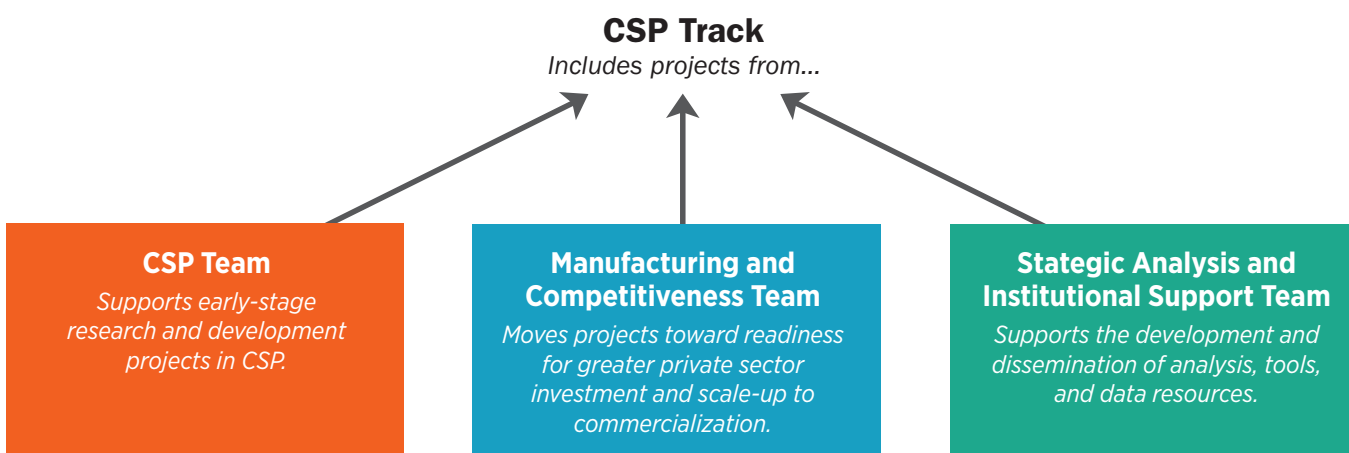 CSP Track
Includes projects from...
CSP Team
Supports early-stage
research and development
projects in CSP.
Manufacturing and
Competitiveness Team
Moves projects toward readiness
for greater private sector
investment and scale-up to
commercialization.
Stategic Analysis and
Institutional Support Team
Supports the development and
dissemination of analysis, tools,
and data resources.